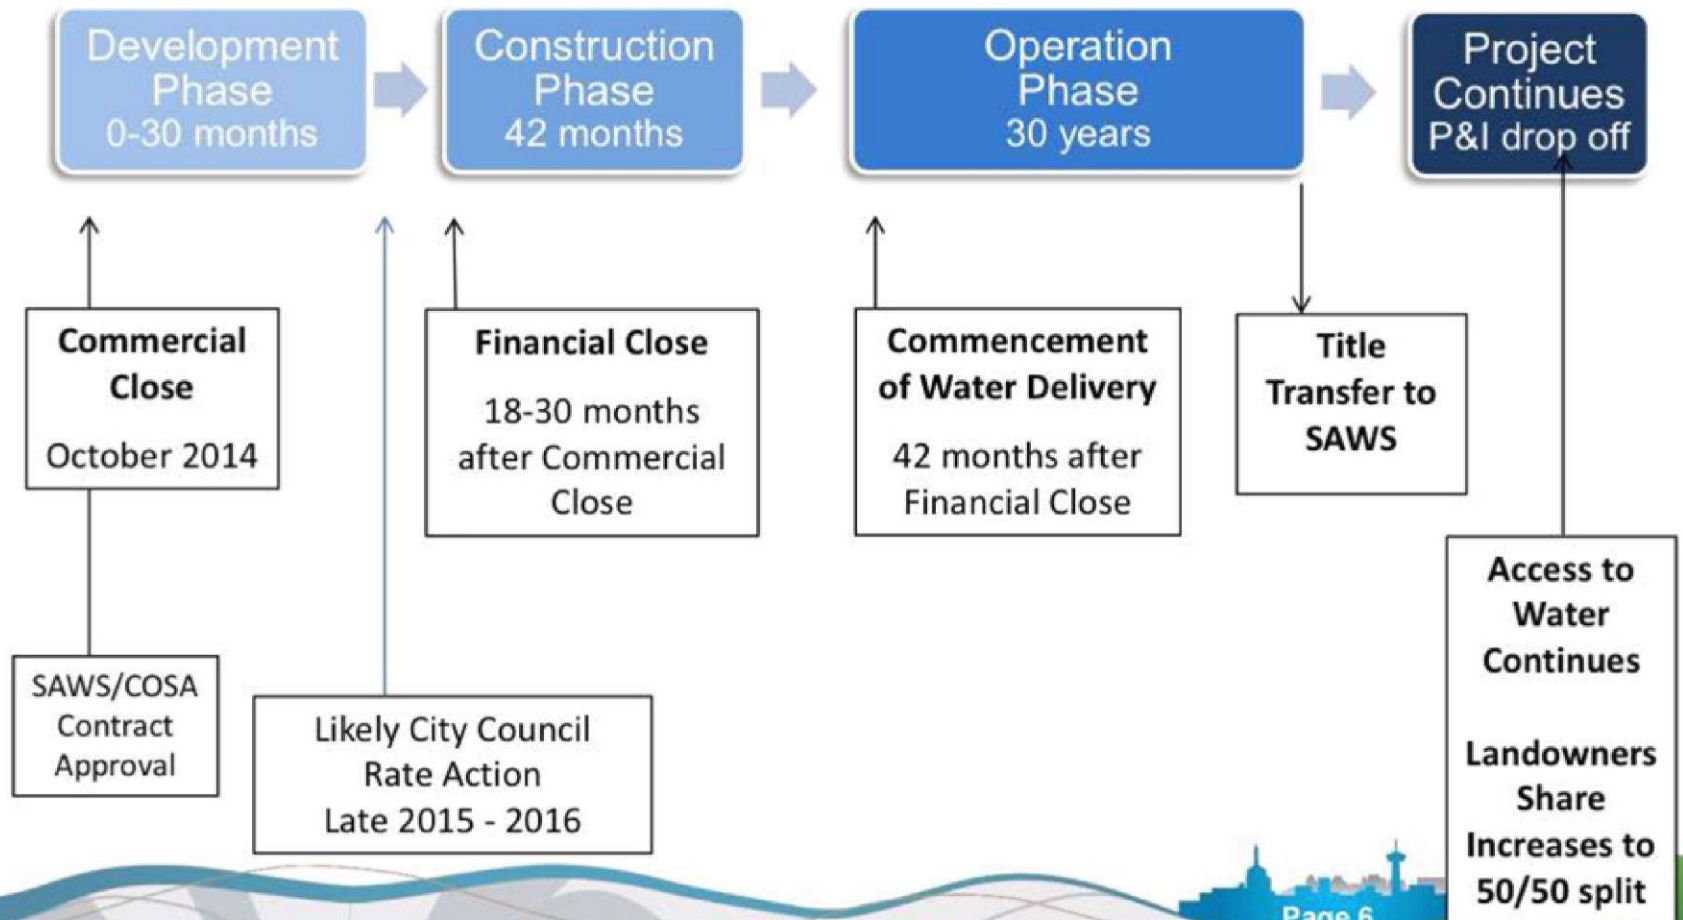 Development
Phase
0-30 months
Construction
Phase
42 months
Operation
Phase
30 years
Project
Continues
P&I drop off
Commercial
Close
October 2014
Financial Close
18-30 months
after Commercial
Close
Commencement
of Water Delivery
42 months after
Financial Close
Title
Transfer to
SAWS
SAWS/COSA
Contract
Approval
Likely City Council
Rate Action
Late 2015 - 2016
Access to
Water
Continues
Landowners
Share
Increases to
50/50 split
Page 6